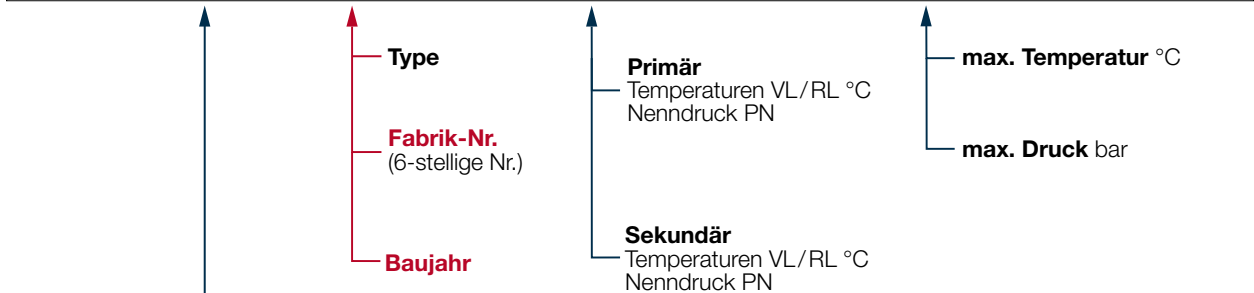 Type
Fabrik-Nr.
(6-stellige Nr.)
Baujahr
Primär
Temperaturen VL/RL °C
Nenndruck PN
Sekundär
Temperaturen VL/RL °C
Nenndruck PN
max. Temperatur °C
max. Druck bar